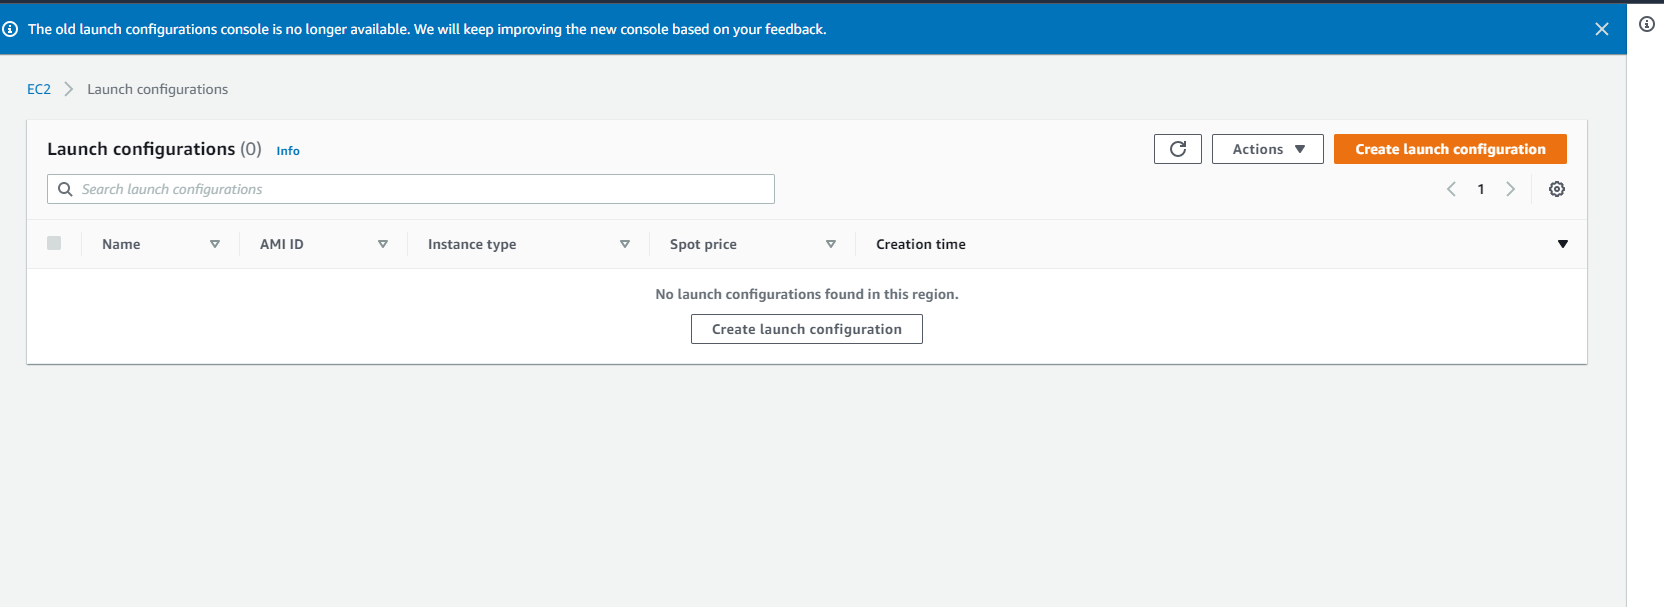 The old launch configurations console is no longer available. We will keep improving the new console based on your feedback.
EC2 Launch configurations
Launch configurations (0) Info
Actions
Create launch configuration
Search launch configurations
1
Name AMI ID Instance type Spot price Creation time
No launch configurations found in this region.
Create launch configuration